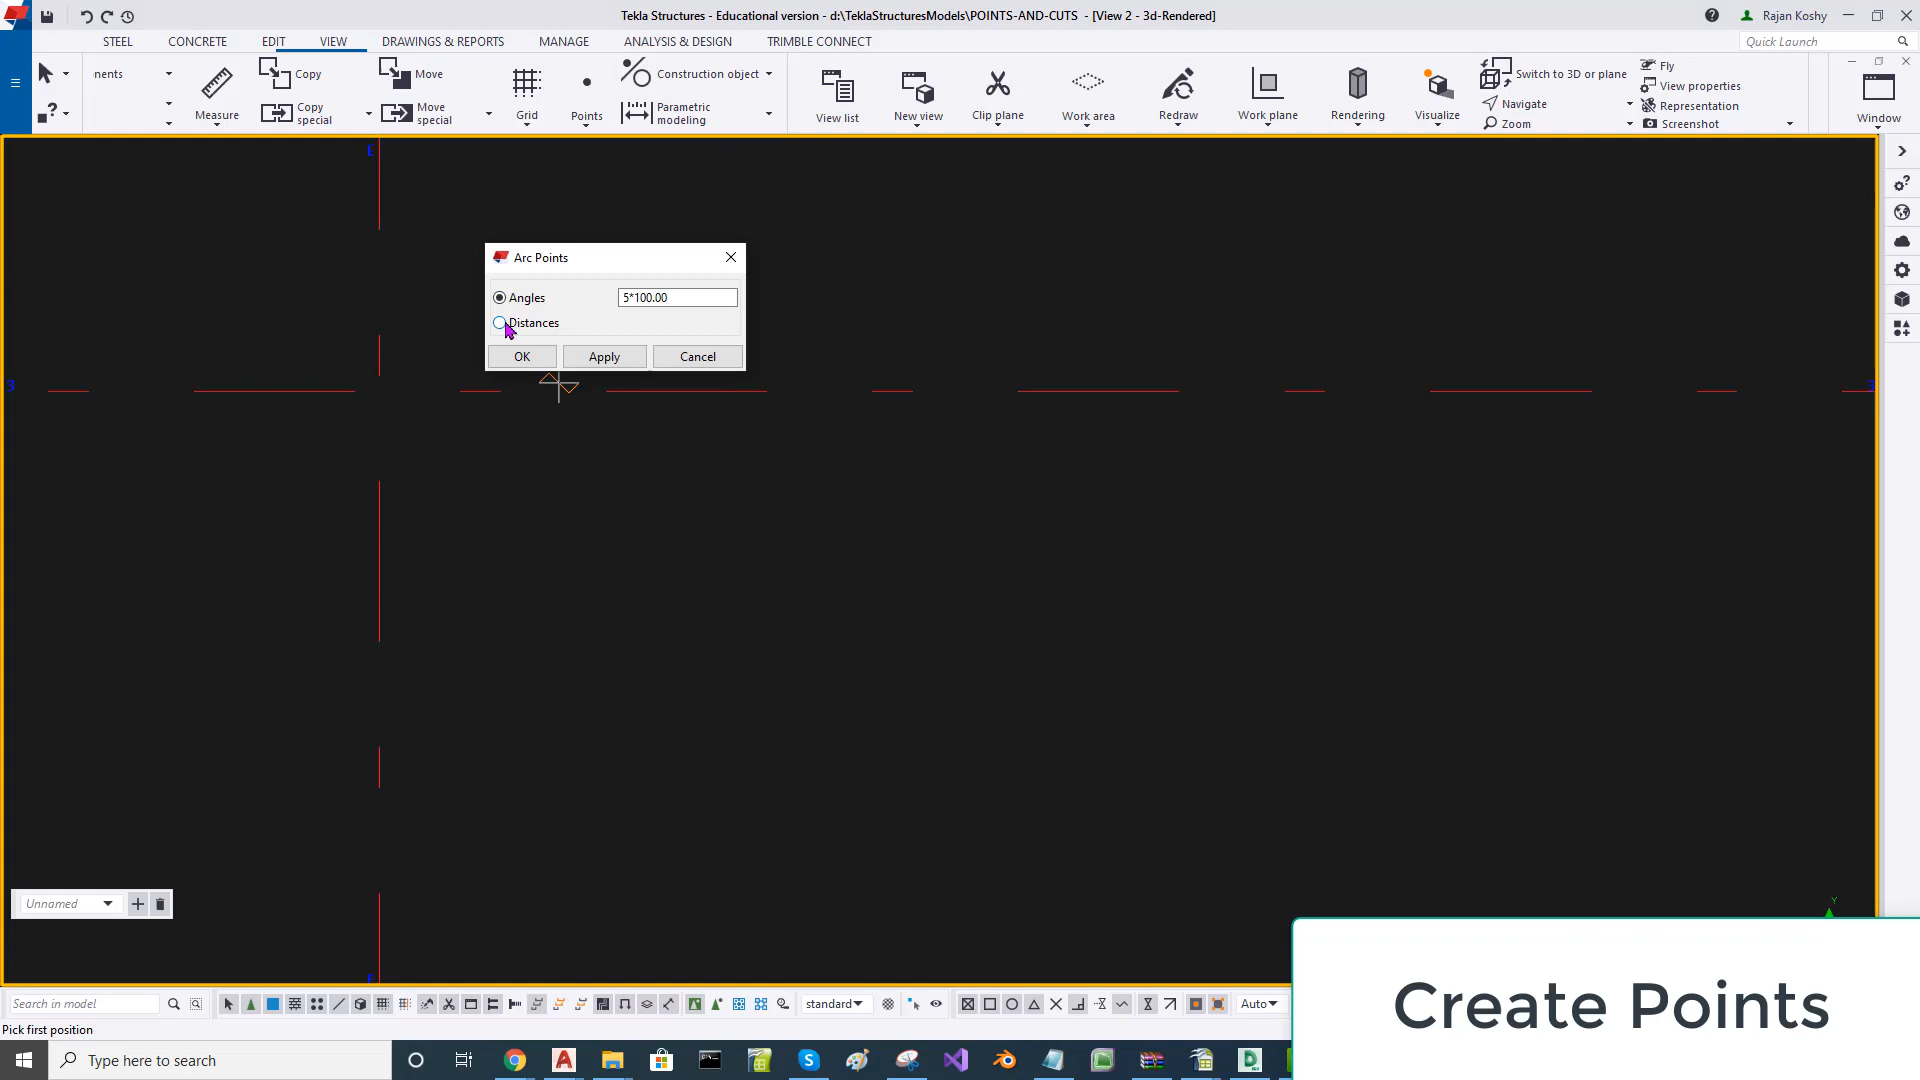 Tekla Structures - Educational version - d:\TeklaStructuresModels\POINTS-AND-CUTS - [View 2 - 3d-Rendered]
Rajan Koshy
STEEL CONCRETE EDIT VIEW DRAWINGS & REPORTS MANAGE ANALYSIS & DESIGN TRIMBLE CONNECT
Quick Launch
nents
Measure
Copy
Copy special
Move
Move special
Grid
Points
Construction object
Parametric modeling
View list
New view
Clip plane
Work area
Redraw
Work plane
Rendering
Visualize
Switch to 3D or plane
Navigate
Zoom
Fly
View properties
Representation
Screenshot
Window
E
Arc Points
Angles 5*100.00
Distances
OK Apply Cancel
3 3
Unnamed
Y
E
Search in model
standard
Auto
Pick first position
Create Points
Type here to search